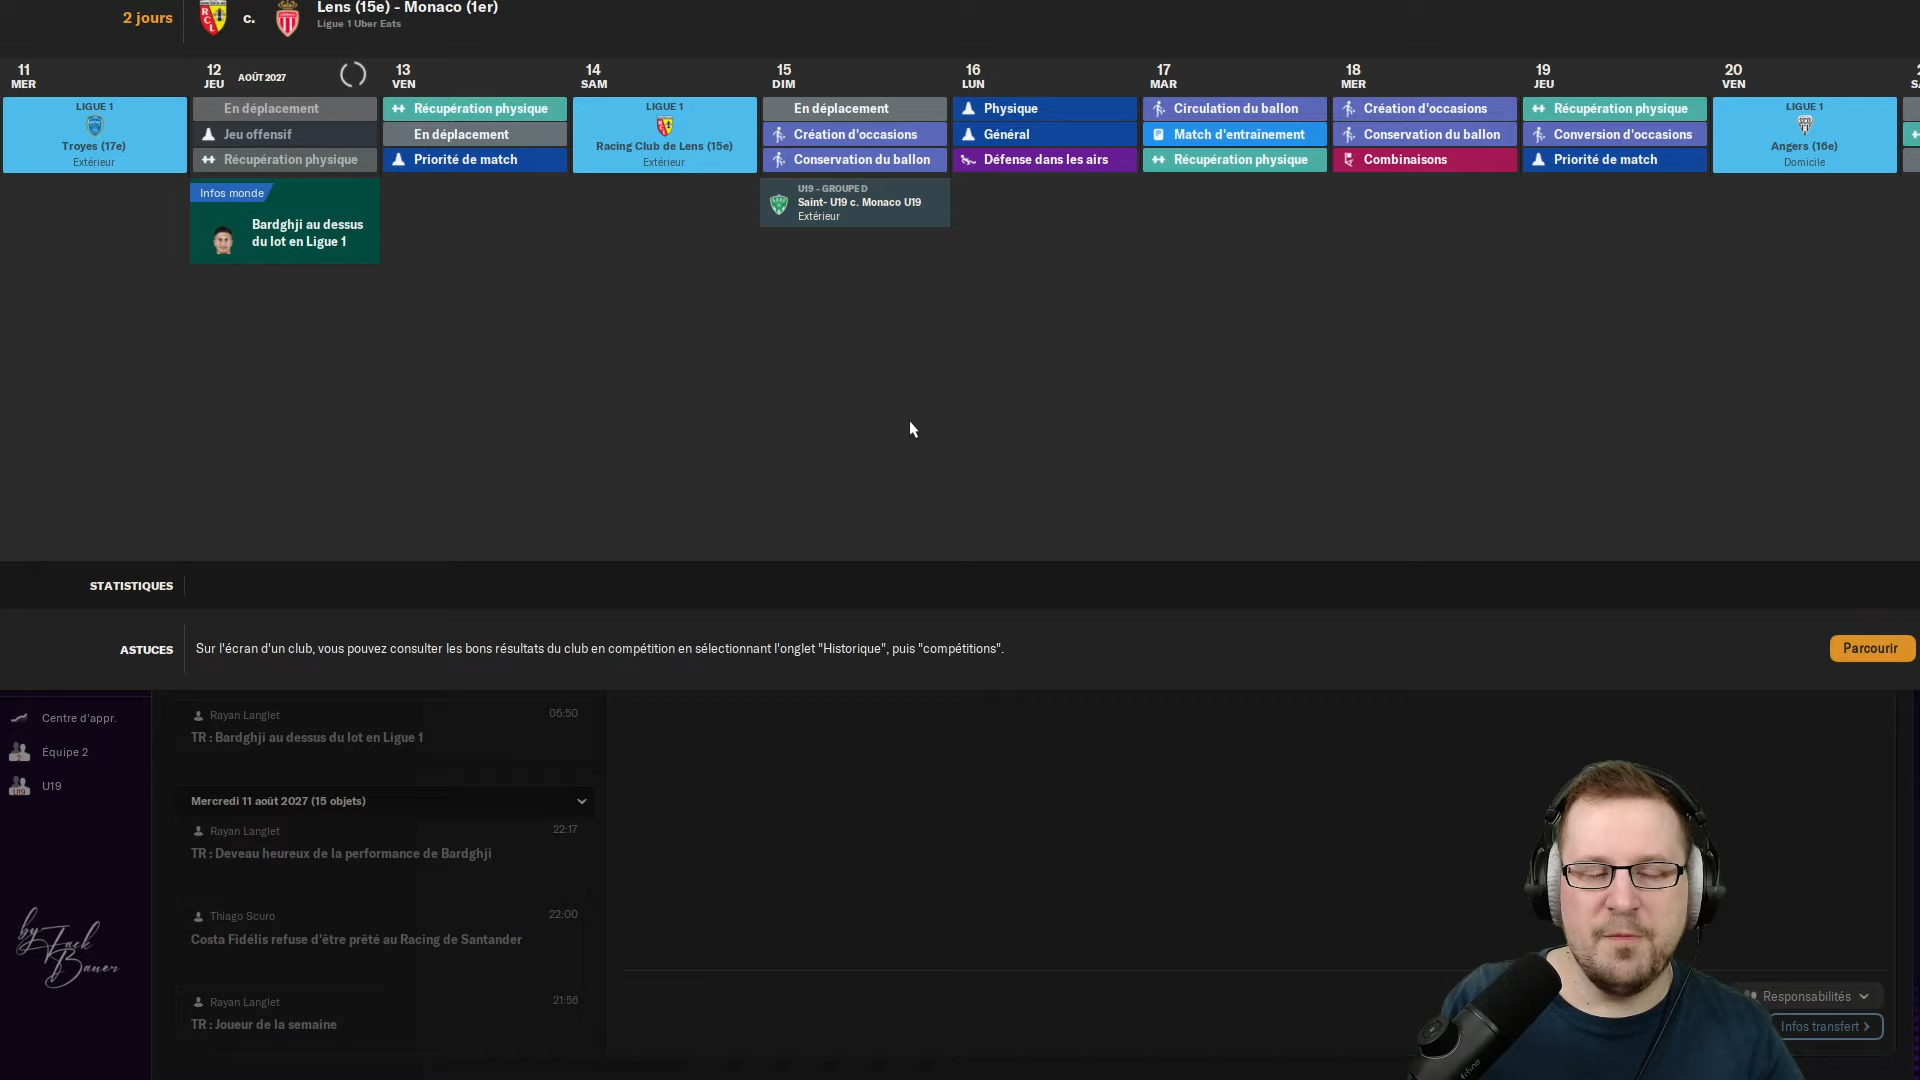 2 jours
c.
Lens (15e) - Monaco (1er)
Ligue 1 Uber Eats
11
MER
12
JEU
AOÛT 2027
13
VEN
14
SAM
15
DIM
16
LUN
17
MAR
18
MER
19
JEU
20
VEN
LIGUE 1
Troyes (17e)
Extérieur
En déplacement
Jeu offensif
Récupération physique
Récupération physique
En déplacement
Priorité de match
LIGUE 1
Racing Club de Lens (15e)
Extérieur
En déplacement
Création d'occasions
Conservation du ballon
Physique
Général
Défense dans les airs
Circulation du ballon
Match d'entraînement
Récupération physique
Création d'occasions
Conservation du ballon
Combinaisons
Récupération physique
Conversion d'occasions
Priorité de match
LIGUE 1
Angers (16e)
Domicile
Infos monde
Bardghji au dessus
du lot en Ligue 1
U19 - GROUPE D
Saint- U19 c. Monaco U19
Extérieur
STATISTIQUES
ASTUCES
Sur l'écran d'un club, vous pouvez consulter les bons résultats du club en compétition en sélectionnant l'onglet "Historique", puis "compétitions".
Parcourir
Centre d'appr.
Équipe 2
U19
Rayan Langlet
05:50
TR : Bardghji au dessus du lot en Ligue 1
Mercredi 11 août 2027 (15 objets)
Rayan Langlet
22:17
TR : Deveau heureux de la performance de Bardghji
Thiago Scuro
22:00
Costa Fidélis refuse d'être prêté au Racing de Santander
Rayan Langlet
21:56
TR : Joueur de la semaine
by Jack
Bauer
Responsabilités
Infos transfert
fifine